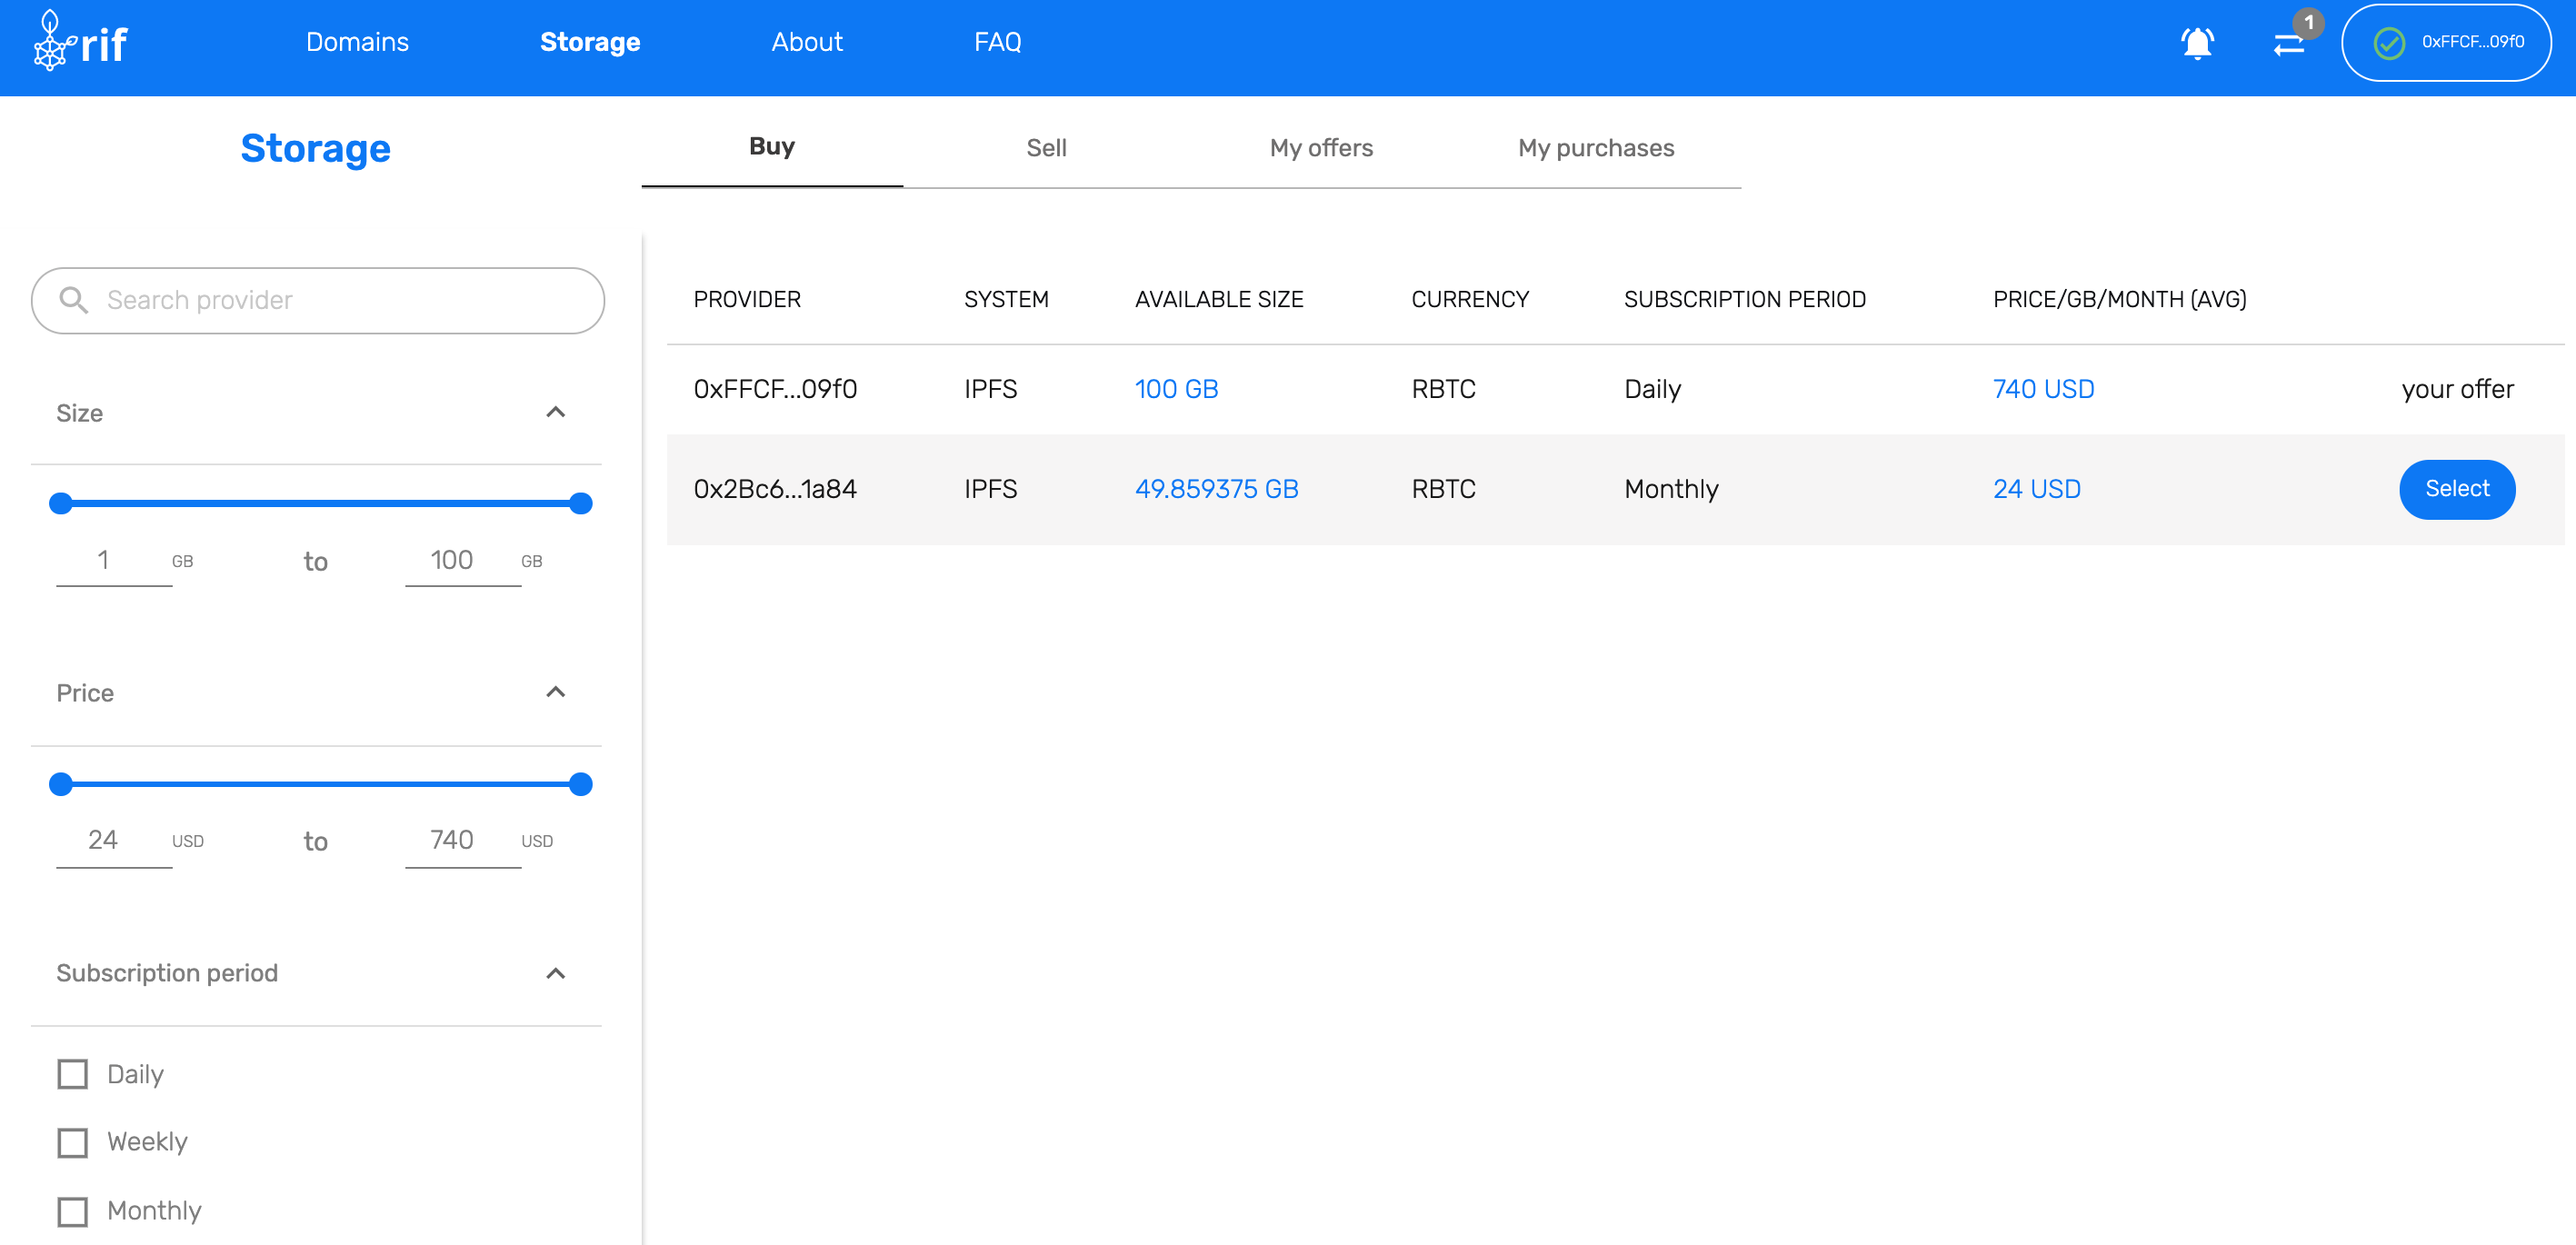 rif Domains Storage About FAQ 1 0xFFCF...09f0
Storage Buy Sell My offers My purchases
Search provider
PROVIDER SYSTEM AVAILABLE SIZE CURRENCY SUBSCRIPTION PERIOD PRICE/GB/MONTH (AVG)
0xFFCF...09f0 IPFS 100 GB RBTC Daily 740 USD your offer
0x2Bc6...1a84 IPFS 49.859375 GB RBTC Monthly 24 USD Select
Size
1 GB to 100 GB
Price
24 USD to 740 USD
Subscription period
Daily
Weekly
Monthly